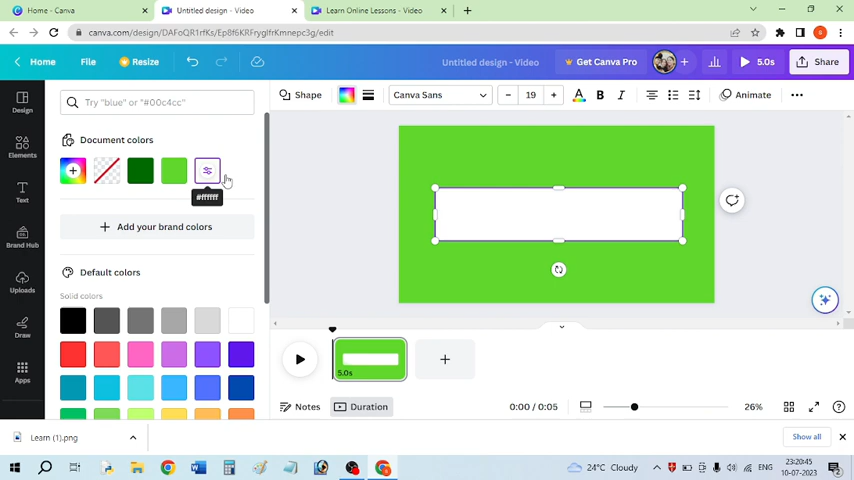 Home - Canva
Untitled design - Video
Learn Online Lessons - Video
canva.com/design/DAFoQR1rfKs/Ep8f6KRFryglfrKmnepc3g/edit
Home
File
Resize
Untitled design - Video
Get Canva Pro
5.0s
Share
Try "blue" or "#00c4cc"
Shape
Canva Sans
19
B
I
Animate
Design
Elements
Text
Brand Hub
Uploads
Draw
Apps
Document colors
#ffffff
Add your brand colors
Default colors
Solid colors
5.0s
Notes
Duration
0:00 / 0:05
26%
Learn (1).png
Show all
24°C Cloudy
ENG
23:20:45
10-07-2023
2